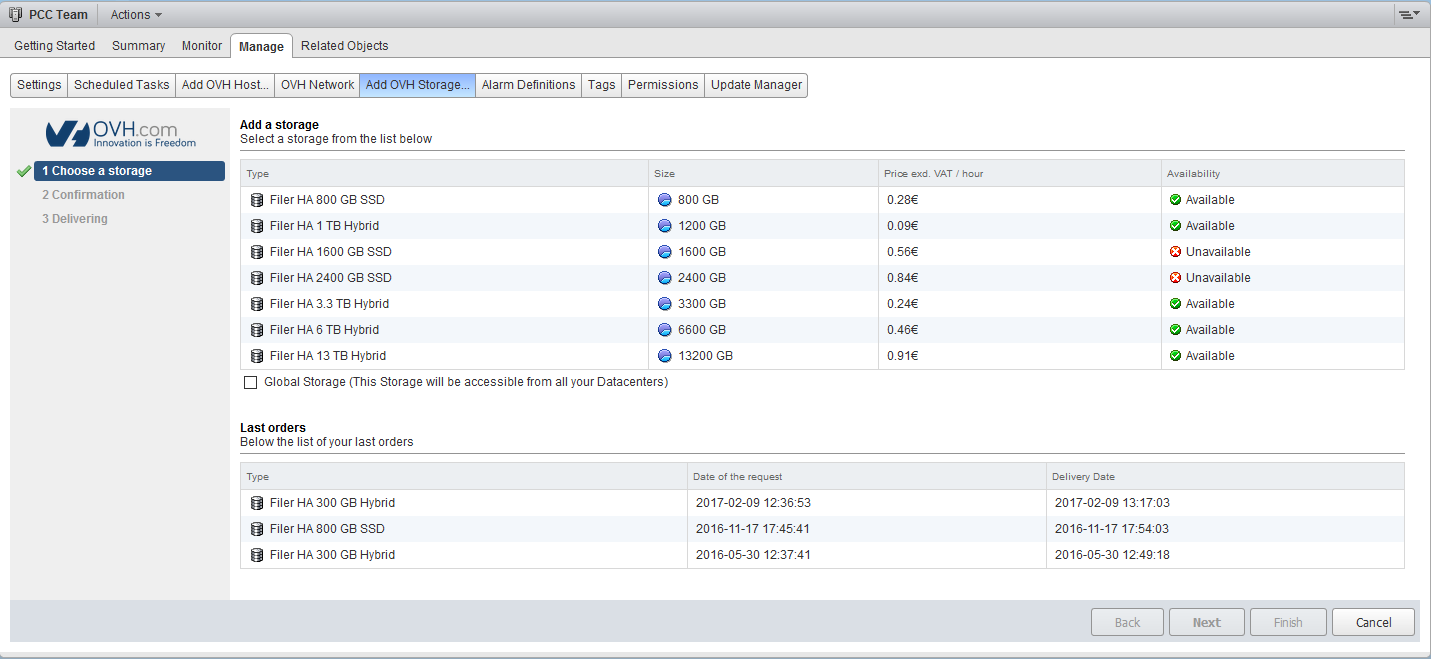 PCC Team Actions
Getting Started Summary Monitor Manage Related Objects
Settings Scheduled Tasks Add OVH Host... OVH Network Add OVH Storage... Alarm Definitions Tags Permissions Update Manager
OVH.com
Innovation is Freedom
1 Choose a storage
2 Confirmation
3 Delivering
Add a storage
Select a storage from the list below
Type Size Price exd. VAT / hour Availability
Filer HA 800 GB SSD 800 GB 0.28€ Available
Filer HA 1 TB Hybrid 1200 GB 0.09€ Available
Filer HA 1600 GB SSD 1600 GB 0.56€ Unavailable
Filer HA 2400 GB SSD 2400 GB 0.84€ Unavailable
Filer HA 3.3 TB Hybrid 3300 GB 0.24€ Available
Filer HA 6 TB Hybrid 6600 GB 0.46€ Available
Filer HA 13 TB Hybrid 13200 GB 0.91€ Available
Global Storage (This Storage will be accessible from all your Datacenters)
Last orders
Below the list of your last orders
Type Date of the request Delivery Date
Filer HA 300 GB Hybrid 2017-02-09 12:36:53 2017-02-09 13:17:03
Filer HA 800 GB SSD 2016-11-17 17:45:41 2016-11-17 17:54:03
Filer HA 300 GB Hybrid 2016-05-30 12:37:41 2016-05-30 12:49:18
Back Next Finish Cancel